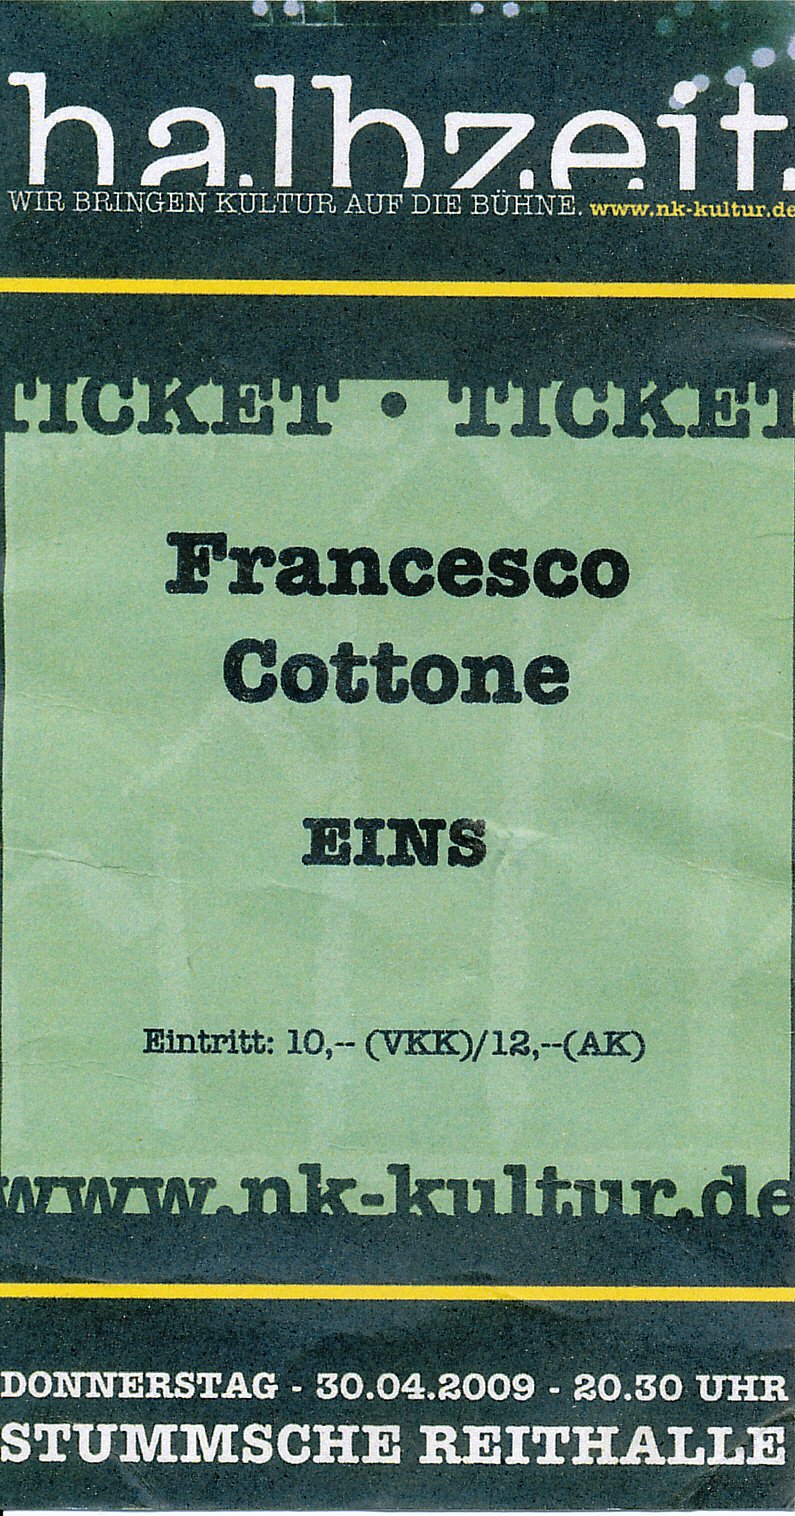 halbzeit.
WIR BRINGEN KULTUR AUF DIE BÜHNE. www.nk-kultur.de
TICKET • TICKET
Francesco
Cottone
EINS
Eintritt: 10,-- (VKK)/12,--(AK)
www.nk-kultur.de
DONNERSTAG - 30.04.2009 - 20.30 UHR
STUMMSCHE REITHALLE